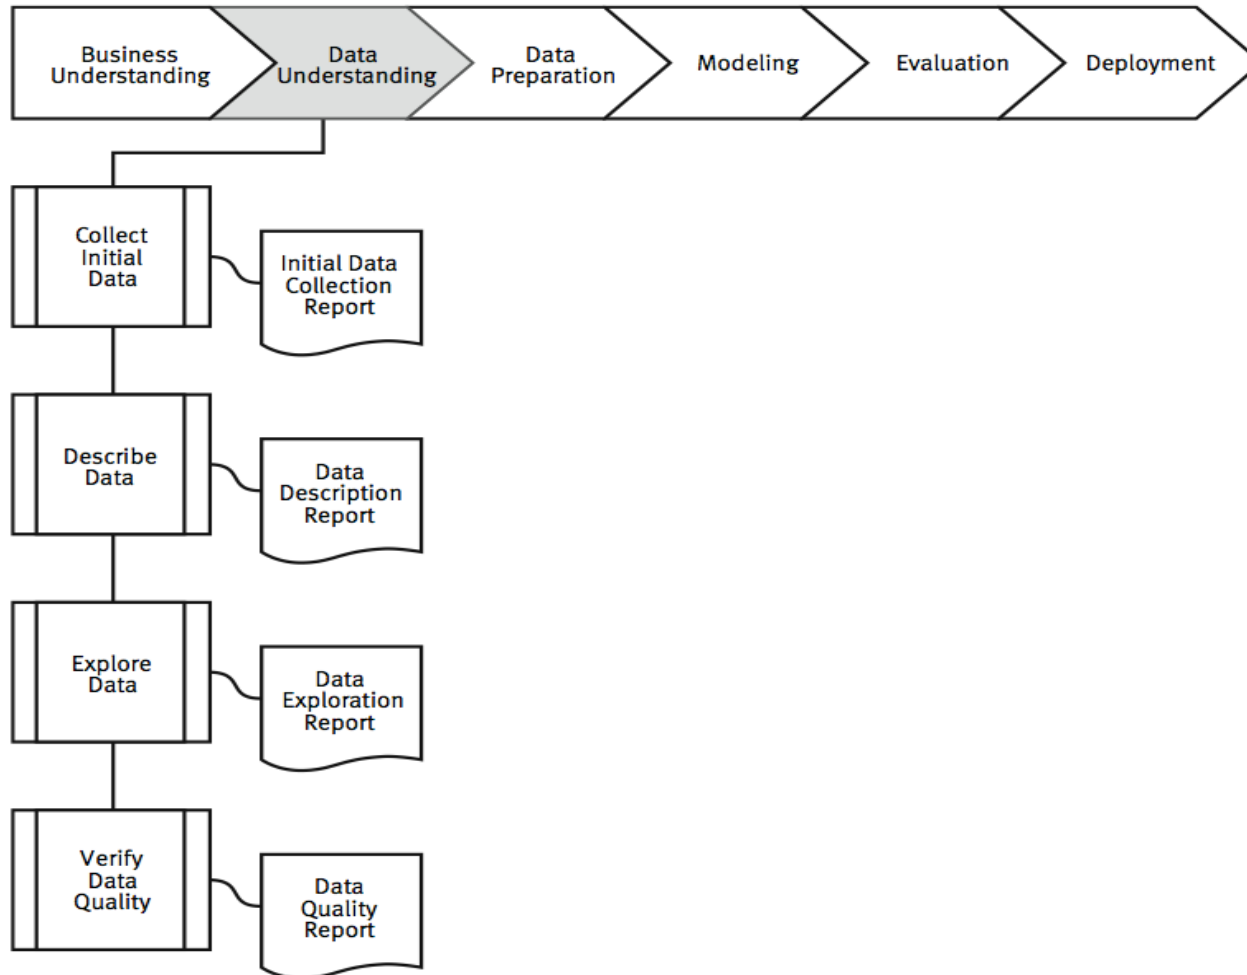 Business
Understanding
Data
Understanding
Data
Preparation
Modeling
Evaluation
Deployment
Collect
Initial
Data
Initial Data
Collection
Report
Describe
Data
Data
Description
Report
Explore
Data
Data
Exploration
Report
Verify
Data
Quality
Data
Quality
Report